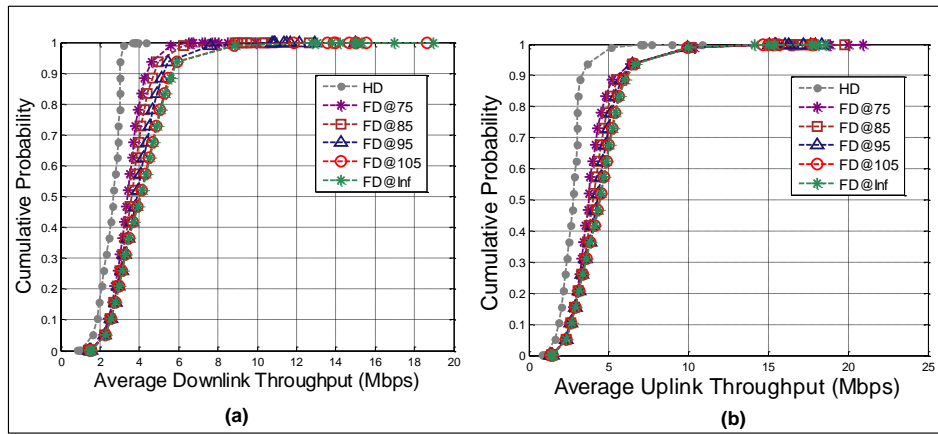 1
0.9
0.8
0.7
0.6
0.5
0.4
0.3
0.2
0.1
0
Cumulative Probability
HD
FD@75
FD@85
FD@95
FD@105
FD@Inf
0 2 4 6 8 10 12 14 16 18 20
Average Downlink Throughput (Mbps)
(a)
1
0.9
0.8
0.7
0.6
0.5
0.4
0.3
0.2
0.1
0
Cumulative Probability
HD
FD@75
FD@85
FD@95
FD@105
FD@Inf
0 5 10 15 20 25
Average Uplink Throughput (Mbps)
(b)